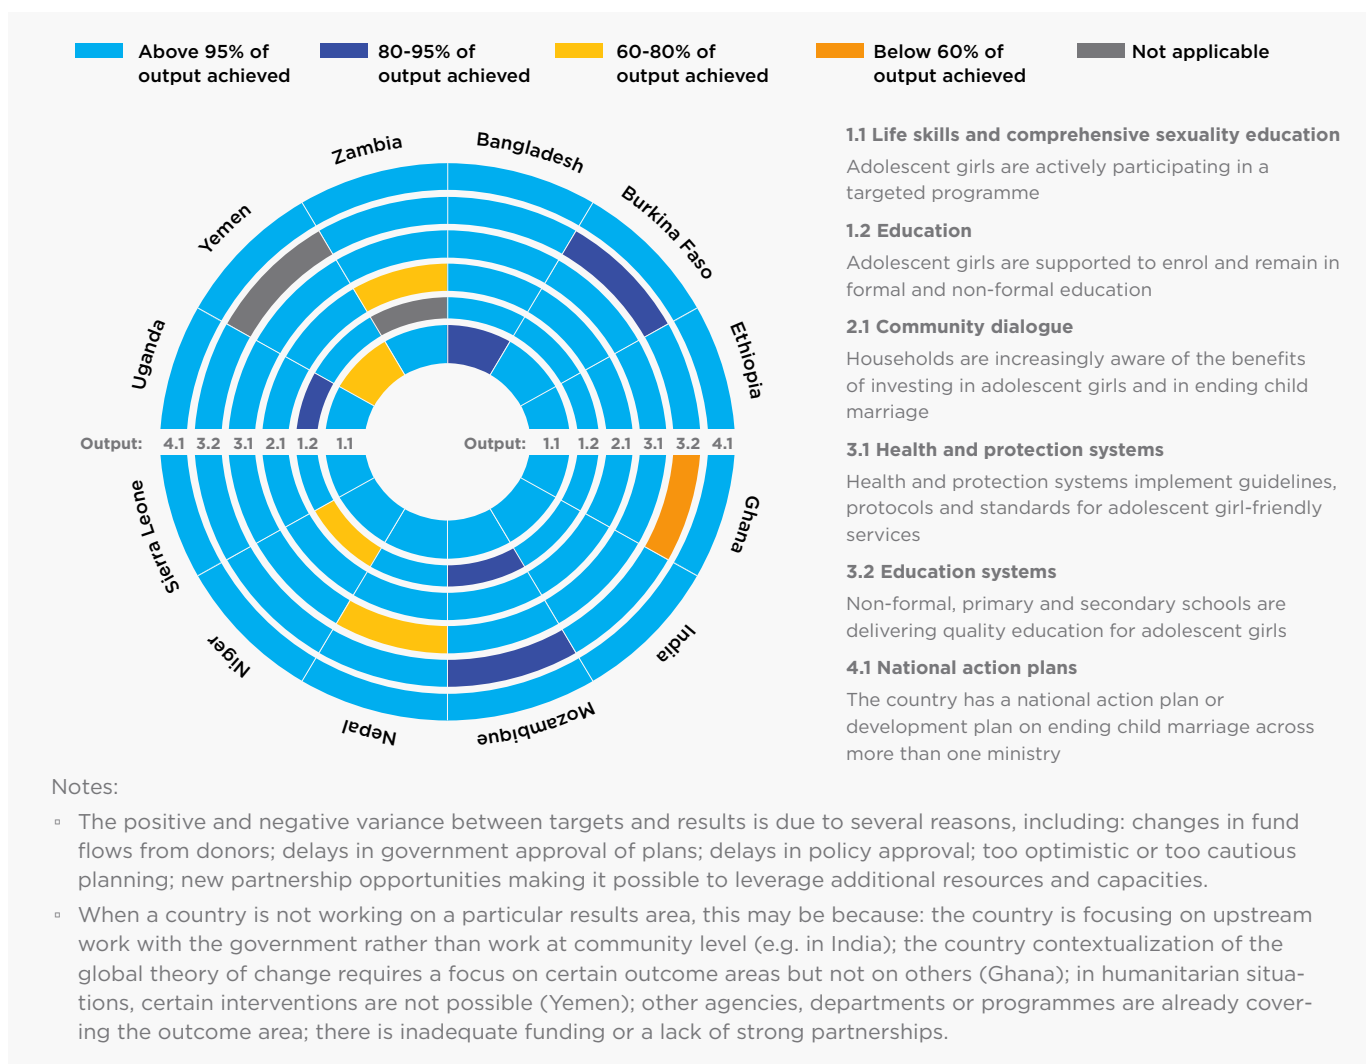 Above 95% of
output achieved
80-95% of
output achieved
60-80% of
output achieved
Below 60% of
output achieved
Not applicable
Zambia
Bangladesh
Burkina Faso
Ethiopia
Ghana
India
Mozambique
Nepal
Niger
Sierra Leone
Uganda
Yemen
Output: 4.1 3.2 3.1 2.1 1.2 1.1
Output: 1.1 1.2 2.1 3.1 3.2 4.1
1.1 Life skills and comprehensive sexuality education
Adolescent girls are actively participating in a
targeted programme
1.2 Education
Adolescent girls are supported to enrol and remain in
formal and non-formal education
2.1 Community dialogue
Households are increasingly aware of the benefits
of investing in adolescent girls and in ending child
marriage
3.1 Health and protection systems
Health and protection systems implement guidelines,
protocols and standards for adolescent girl-friendly
services
3.2 Education systems
Non-formal, primary and secondary schools are
delivering quality education for adolescent girls
4.1 National action plans
The country has a national action plan or
development plan on ending child marriage across
more than one ministry
Notes:
▫ The positive and negative variance between targets and results is due to several reasons, including: changes in fund
flows from donors; delays in government approval of plans; delays in policy approval; too optimistic or too cautious
planning; new partnership opportunities making it possible to leverage additional resources and capacities.
▫ When a country is not working on a particular results area, this may be because: the country is focusing on upstream
work with the government rather than work at community level (e.g. in India); the country contextualization of the
global theory of change requires a focus on certain outcome areas but not on others (Ghana); in humanitarian situa-
tions, certain interventions are not possible (Yemen); other agencies, departments or programmes are already cover-
ing the outcome area; there is inadequate funding or a lack of strong partnerships.